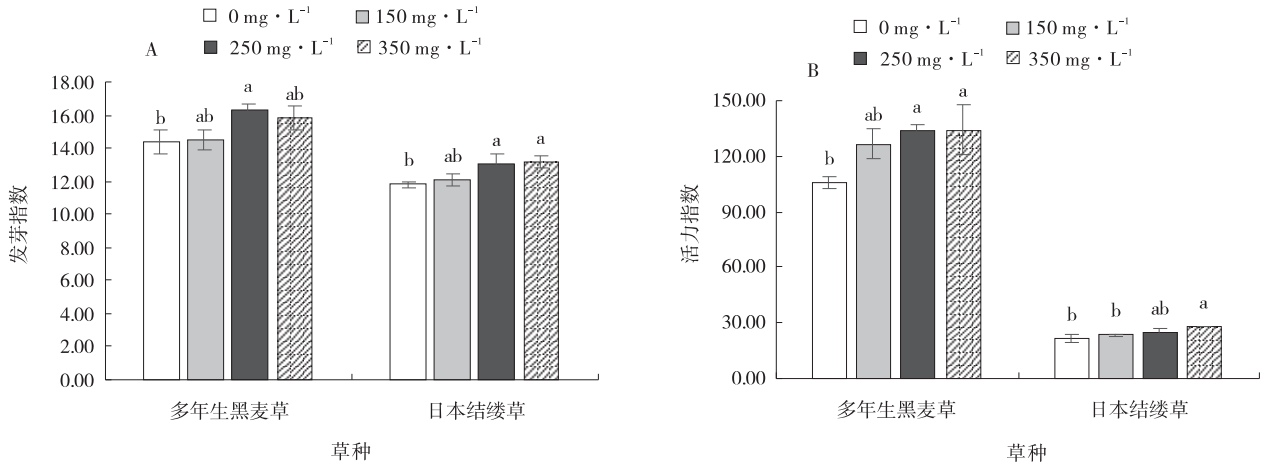 0 mg·L⁻¹ 150 mg·L⁻¹
A 250 mg·L⁻¹ 350 mg·L⁻¹
18.00
16.00
14.00
12.00
10.00
8.00
6.00
4.00
2.00
0.00
发芽指数
b ab a ab
b ab a a
多年生黑麦草 日本结缕草
草种
0 mg·L⁻¹ 150 mg·L⁻¹
250 mg·L⁻¹ 350 mg·L⁻¹
B
150.00
120.00
90.00
60.00
30.00
0.00
活力指数
b ab a a
b b ab a
多年生黑麦草 日本结缕草
草种